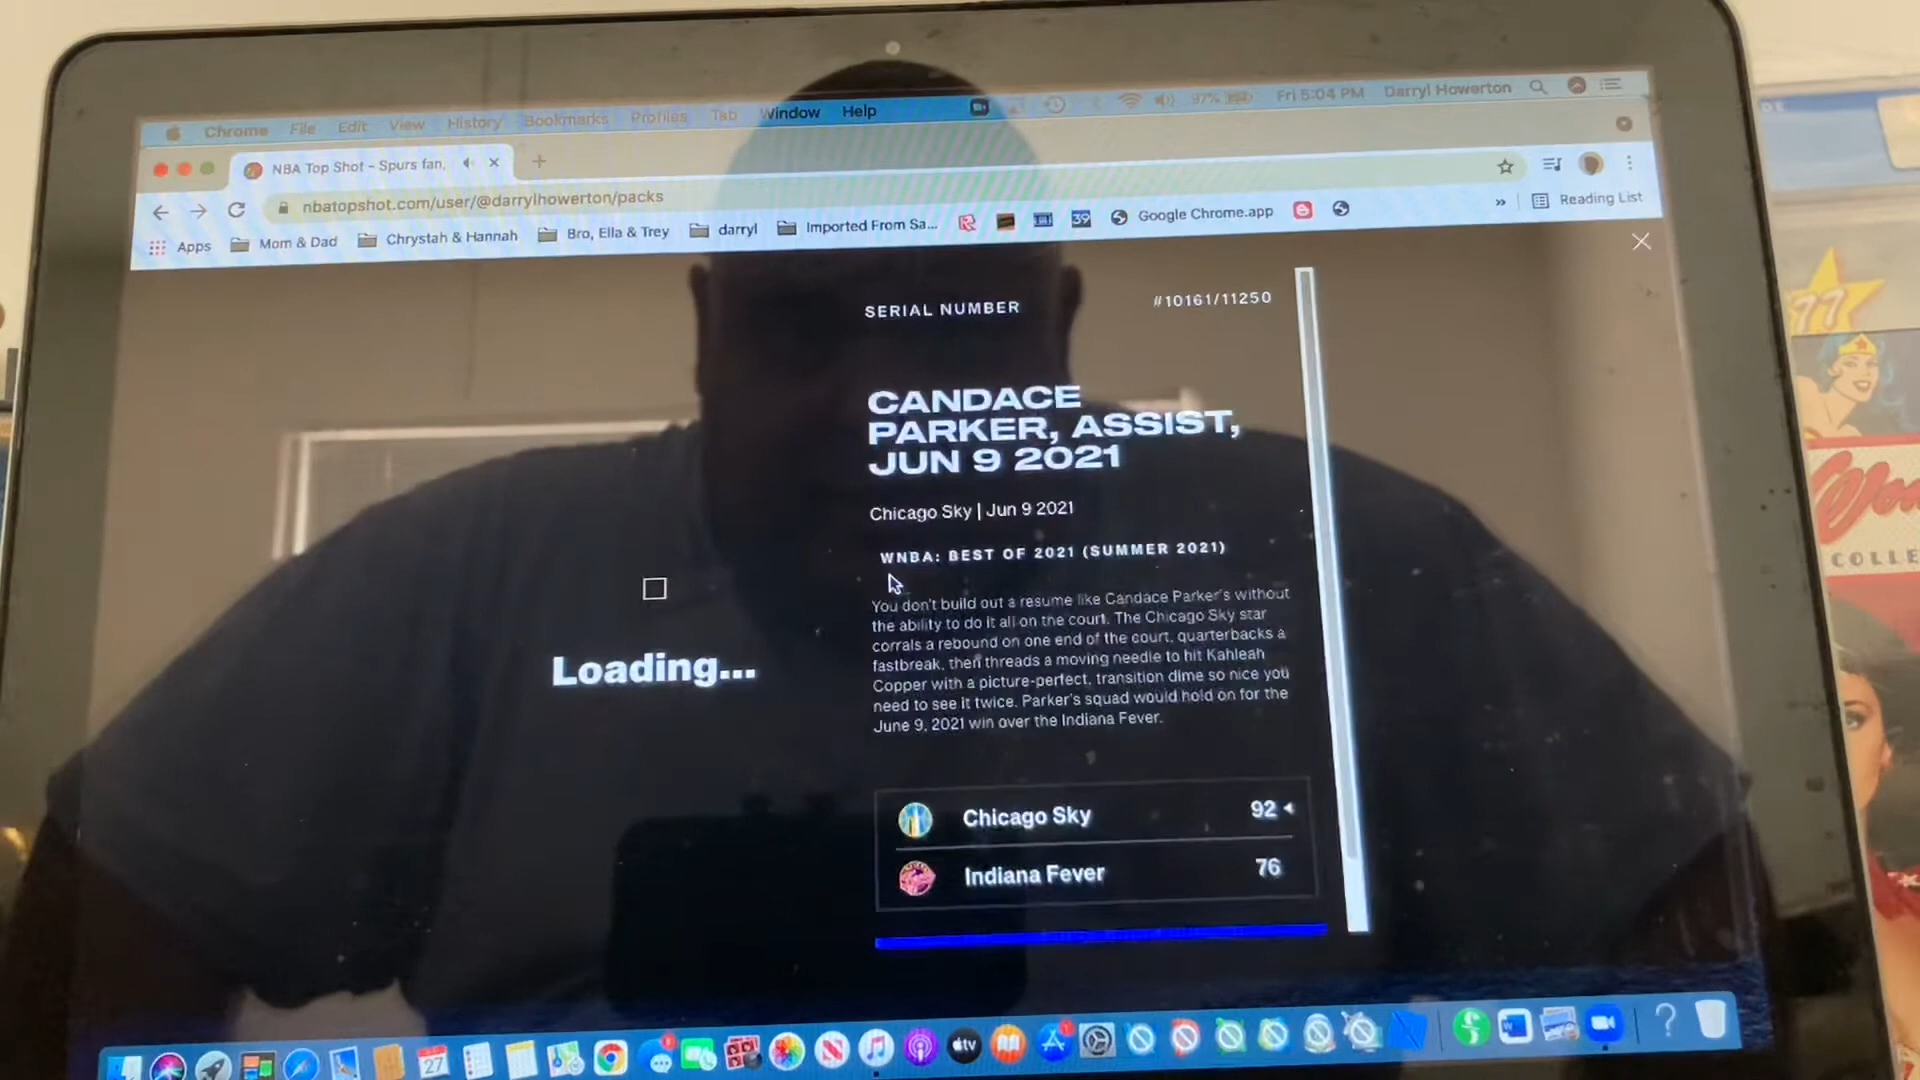 Chrome File Edit View History Bookmarks Profiles Tab Window Help 97% Fri 5:04 PM Darryl Howerton
NBA Top Shot – Spurs fan,
nbatopshot.com/user/@darrylhowerton/packs
Apps Mom & Dad Chrystah & Hannah Bro, Ella & Trey darryl Imported From Sa... 39 Google Chrome.app » Reading List
SERIAL NUMBER #10161/11250
CANDACE
PARKER, ASSIST,
JUN 9 2021
Chicago Sky | Jun 9 2021
WNBA: BEST OF 2021 (SUMMER 2021)
You don't build out a resume like Candace Parker's without
the ability to do it all on the court. The Chicago Sky star
corrals a rebound on one end of the court, quarterbacks a
fastbreak, then threads a moving needle to hit Kahleah
Copper with a picture-perfect, transition dime so nice you
need to see it twice. Parker's squad would hold on for the
June 9, 2021 win over the Indiana Fever.
Loading...
Chicago Sky 92
Indiana Fever 76
27
tv
W
77
COLLE